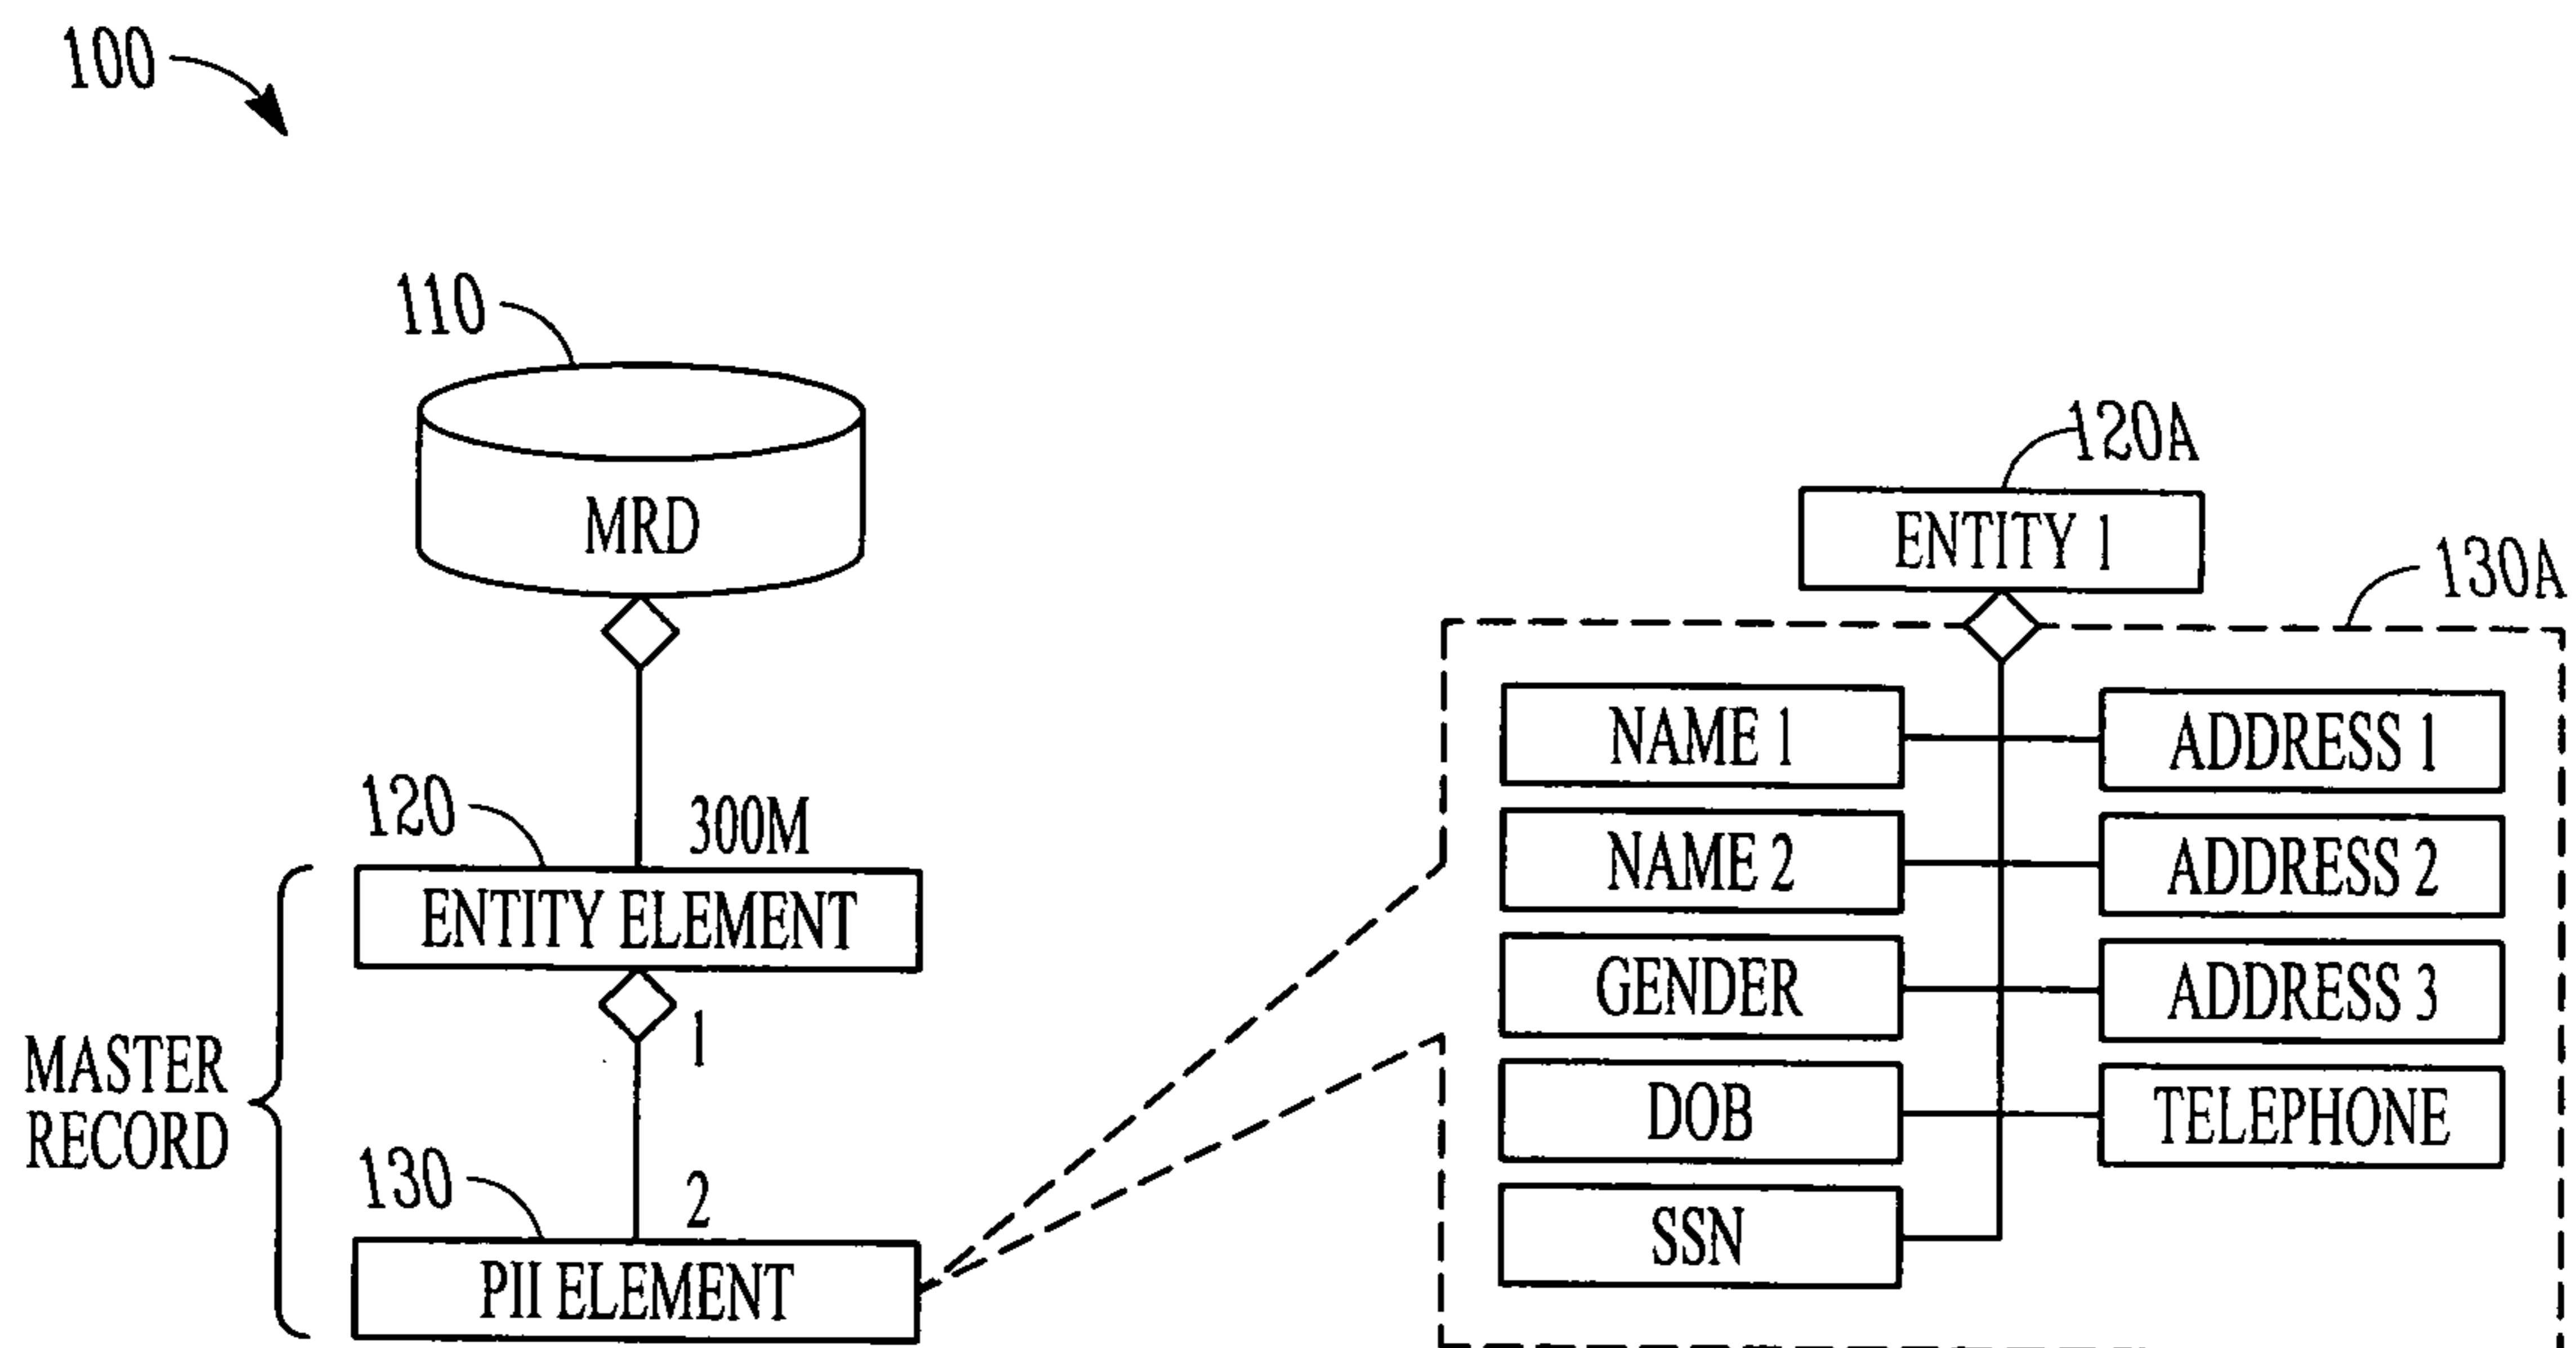 100
110
MRD
120
300M
ENTITY ELEMENT
1
MASTER
RECORD
130
2
PII ELEMENT
120A
ENTITY 1
130A
NAME 1
ADDRESS 1
NAME 2
ADDRESS 2
GENDER
ADDRESS 3
DOB
TELEPHONE
SSN